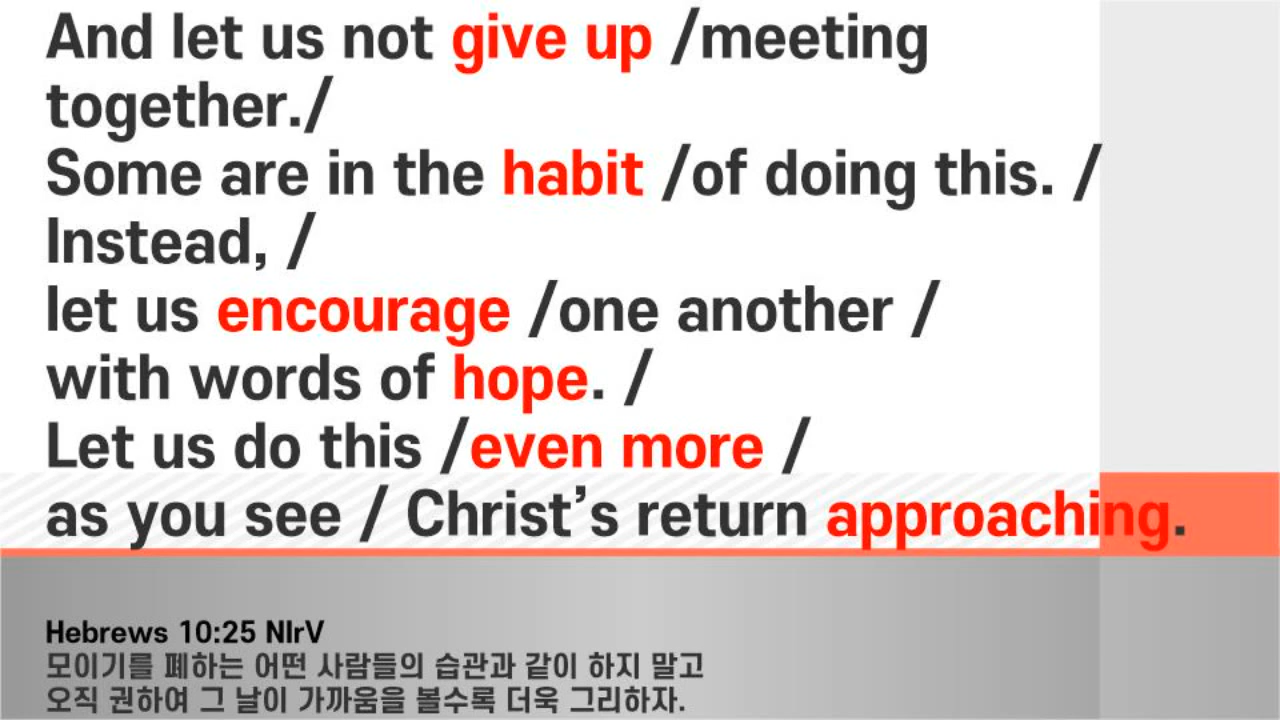 And let us not give up /meeting
together./
Some are in the habit /of doing this. /
Instead, /
let us encourage /one another /
with words of hope. /
Let us do this /even more /
as you see / Christ’s return approaching.
Hebrews 10:25 NIrV
모이기를 폐하는 어떤 사람들의 습관과 같이 하지 말고
오직 권하여 그 날이 가까움을 볼수록 더욱 그리하자.